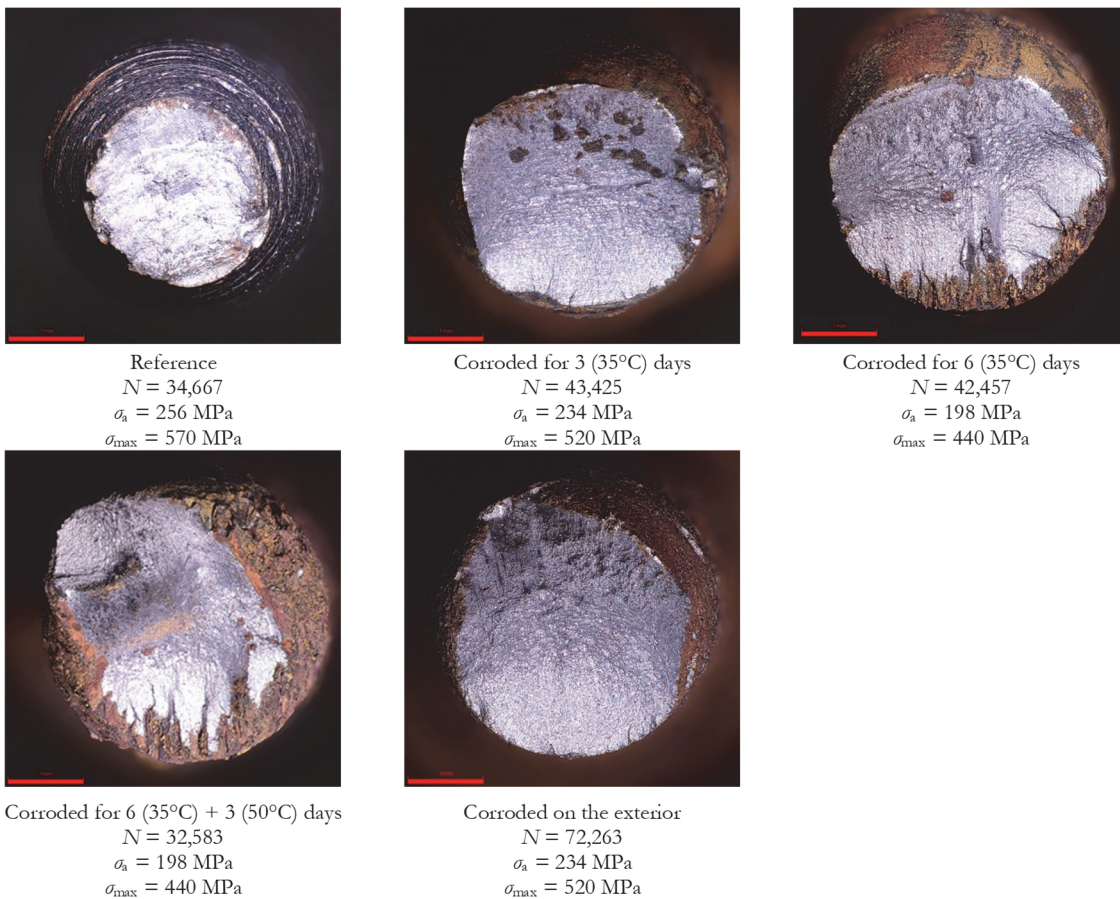 Reference
N = 34,667
σa = 256 MPa
σmax = 570 MPa
Corroded for 3 (35°C) days
N = 43,425
σa = 234 MPa
σmax = 520 MPa
Corroded for 6 (35°C) days
N = 42,457
σa = 198 MPa
σmax = 440 MPa
Corroded for 6 (35°C) + 3 (50°C) days
N = 32,583
σa = 198 MPa
σmax = 440 MPa
Corroded on the exterior
N = 72,263
σa = 234 MPa
σmax = 520 MPa